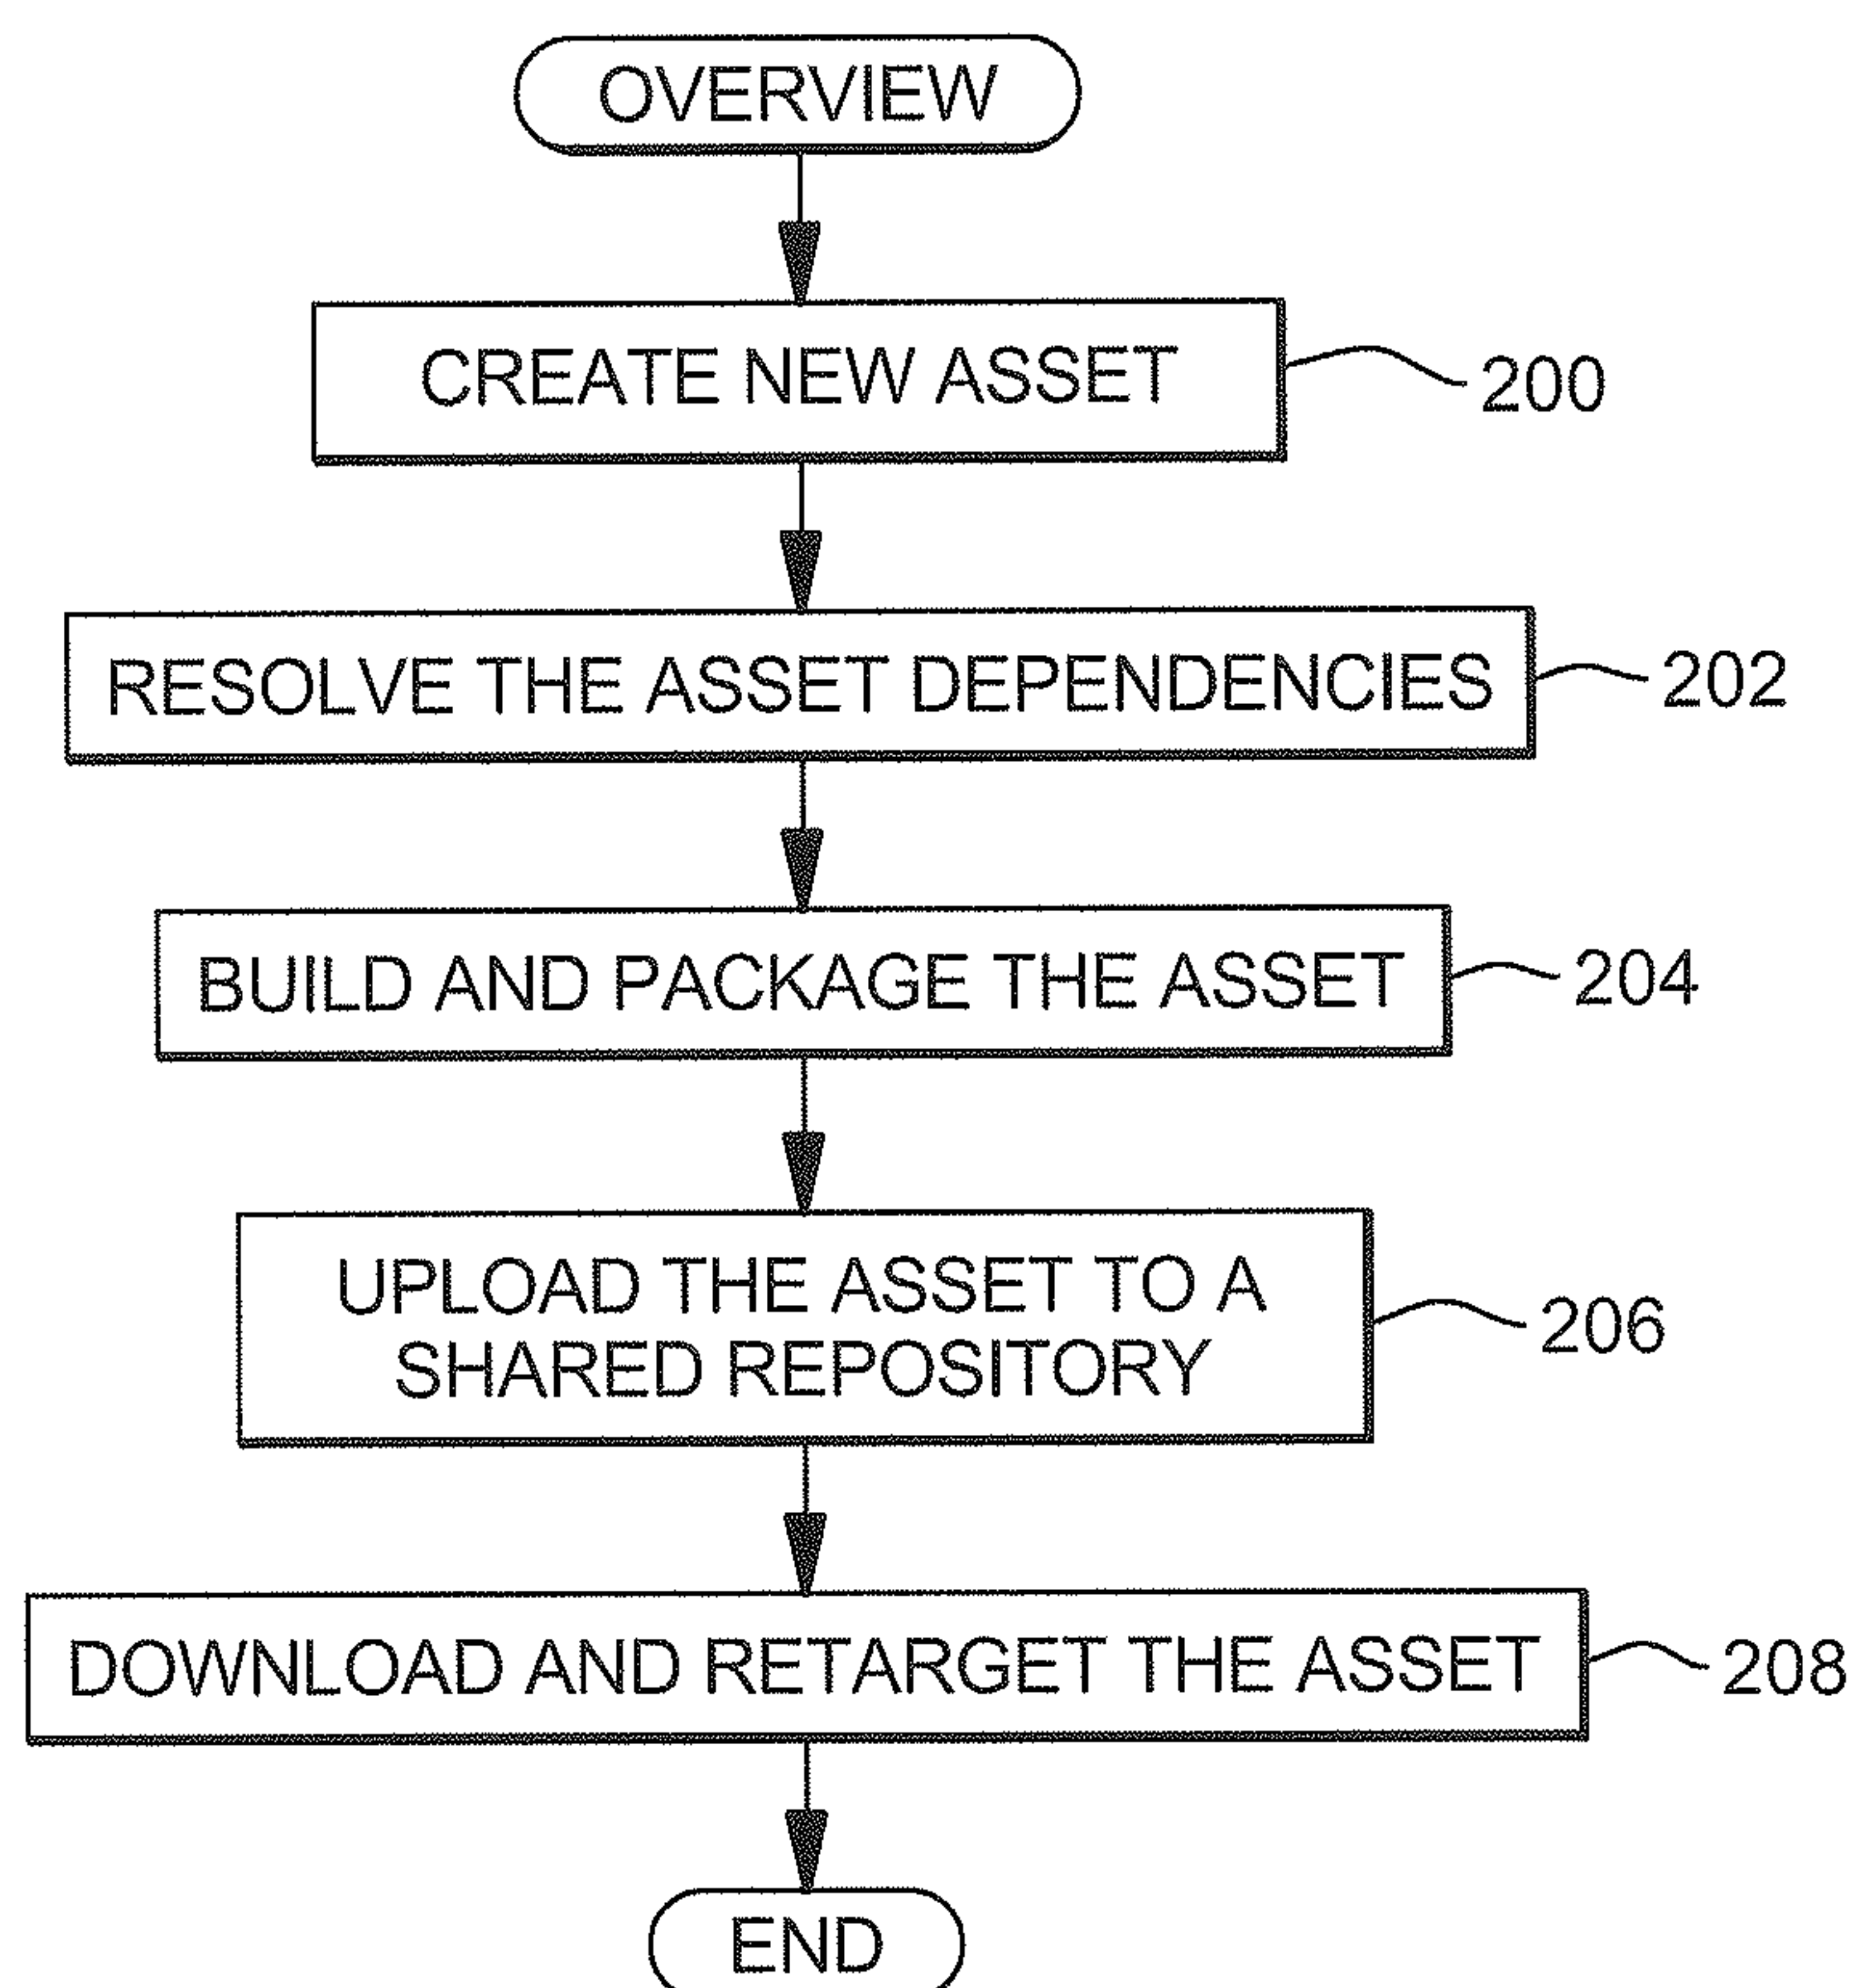 OVERVIEW
CREATE NEW ASSET
200
RESOLVE THE ASSET DEPENDENCIES
202
BUILD AND PACKAGE THE ASSET
204
UPLOAD THE ASSET TO A
SHARED REPOSITORY
206
DOWNLOAD AND RETARGET THE ASSET
208
END